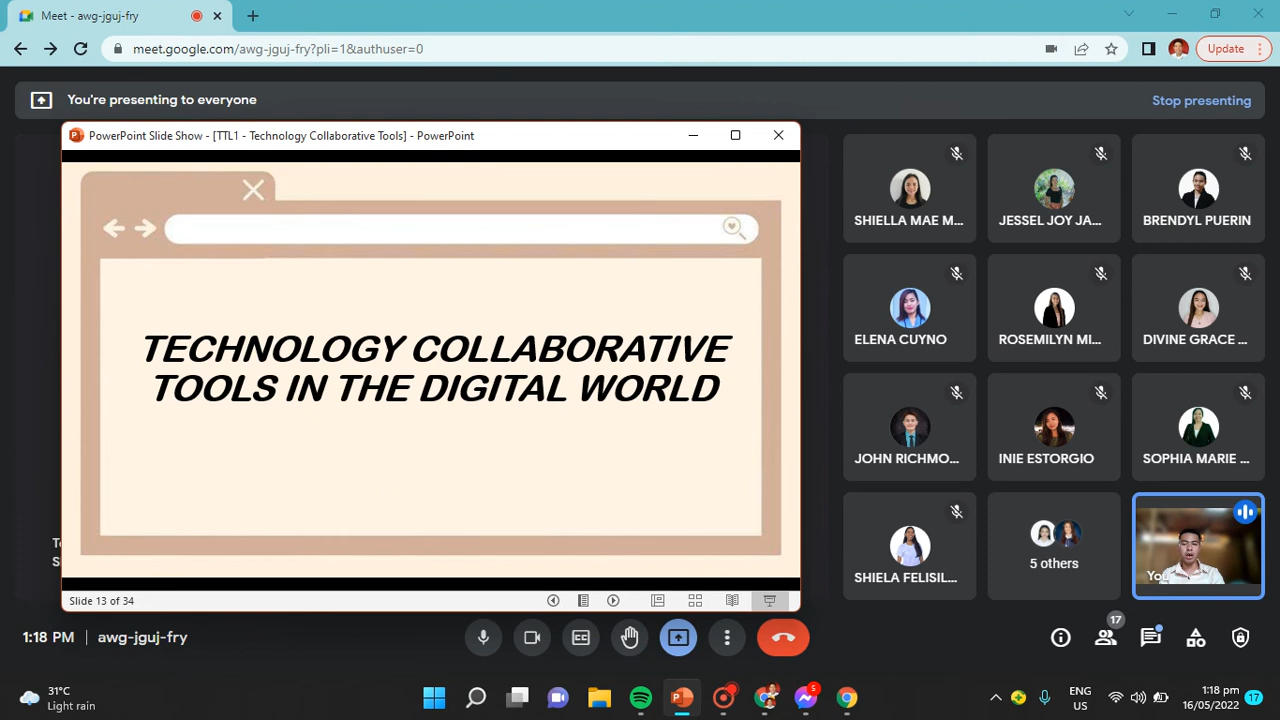 Meet - awg-jguj-fry
meet.google.com/awg-jguj-fry?pli=1&authuser=0
Update
You're presenting to everyone
Stop presenting
PowerPoint Slide Show - [TTL1 - Technology Collaborative Tools] - PowerPoint
TECHNOLOGY COLLABORATIVE
TOOLS IN THE DIGITAL WORLD
Slide 13 of 34
SHIELLA MAE M...
JESSEL JOY JA...
BRENDYL PUERIN
ELENA CUYNO
ROSEMILYN MI...
DIVINE GRACE ...
JOHN RICHMO...
INIE ESTORGIO
SOPHIA MARIE ...
SHIELA FELISIL...
5 others
You
1:18 PM
awg-jguj-fry
CC
17
31°C
Light rain
5
ENG
US
1:18 pm
16/05/2022
17